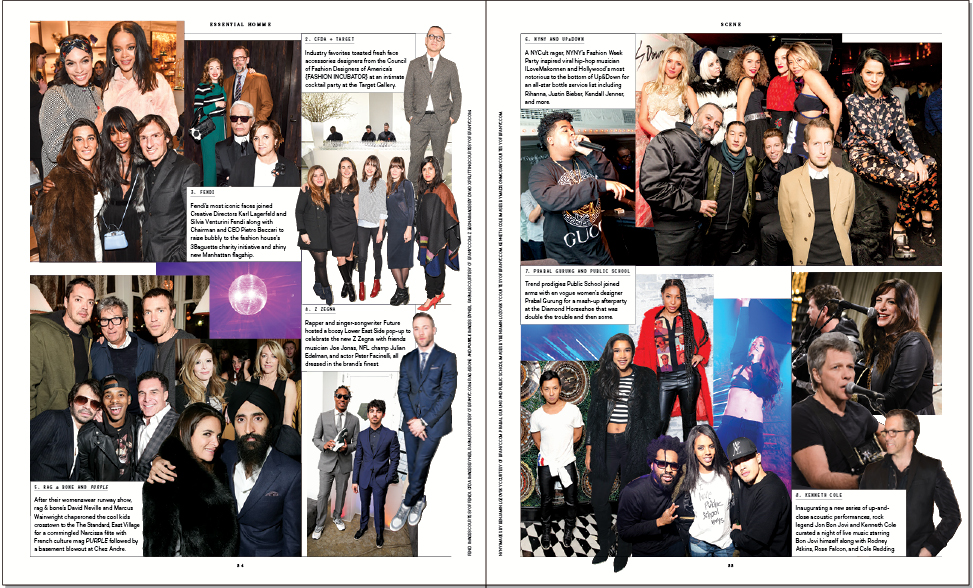 ESSENTIAL HOMME
2. CFDA + TARGET
Industry favorites toasted fresh face
accessories designers from the Council
of Fashion Designers of America's
{FASHION INCUBATOR} at an intimate
cocktail party at the Target Gallery.
3. FENDI
Fendi's most iconic faces joined
Creative Directors Karl Lagerfeld and
Silvia Venturini Fendi along with
Chairman and CEO Pietro Beccari to
raise bubbly to the fashion house's
3Baguette charity initiative and shiny
new Manhattan flagship.
4. Z ZEGNA
Rapper and singer-songwriter Future
hosted a boozy Lower East Side pop-up to
celebrate the new Z Zegna with friends
musician Joe Jonas, NFL champ Julian
Edelman, and actor Peter Facinelli, all
dressed in the brand's finest.
5. RAG & BONE AND PURPLE
After their womenswear runway show,
rag & bone's David Neville and Marcus
Wainwright chaperoned the cool kids
crosstown to the The Standard, East Village
for a commingled Narcissa fête with
French culture mag PURPLE followed by
a basement blowout at Chez Andre.
SCENE
6. NYNY AND UP&DOWN
A NYCult rager, NYNY's Fashion Week
Party inspired viral hip-hop musician
ILoveMakonnen and Hollywood's most
notorious to the bottom of Up&Down for
an all-star bottle service list including
Rihanna, Justin Bieber, Kendall Jenner,
and more.
GUCCI
7. PRABAL GURUNG AND PUBLIC SCHOOL
Trend prodigies Public School joined
arms with en vogue women's designer
Prabal Gurung for a mash-up afterparty
at the Diamond Horseshoe that was
double the trouble and then some.
Public
School
boys
8. KENNETH COLE
Inaugurating a new series of up-and-
close acoustic performances, rock
legend Jon Bon Jovi and Kenneth Cole
curated a night of live music starring
Bon Jovi himself along with Rodney
Atkins, Rose Falcon, and Cole Redding.